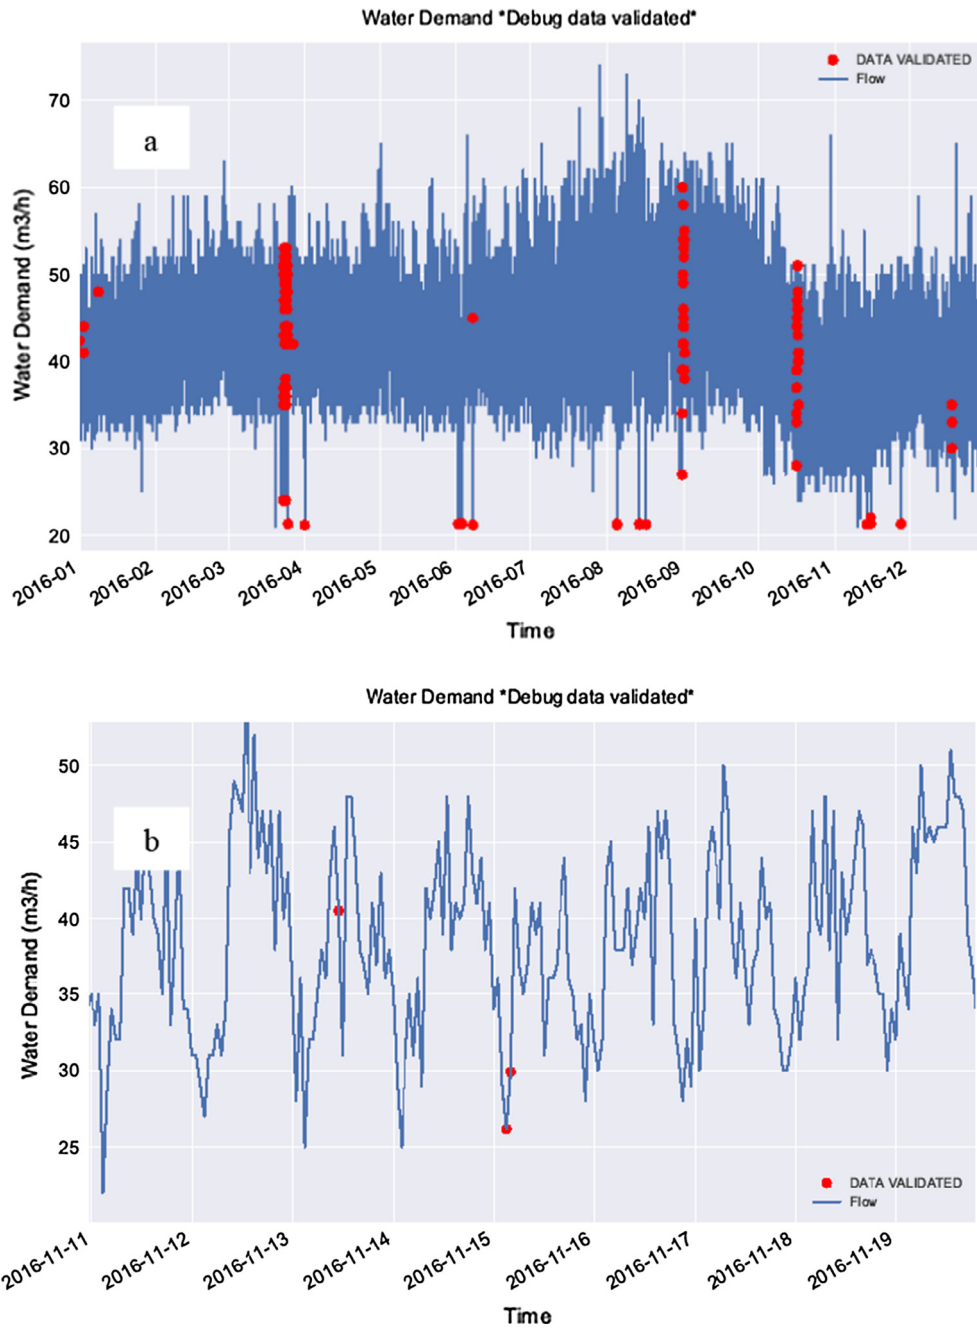 Water Demand *Debug data validated*
DATA VALIDATED
Flow
a
Water Demand (m3/h)
70
60
50
40
30
20
2016-01
2016-02
2016-03
2016-04
2016-05
2016-06
2016-07
2016-08
2016-09
2016-10
2016-11
2016-12
Time
Water Demand *Debug data validated*
b
Water Demand (m3/h)
50
45
40
35
30
25
DATA VALIDATED
Flow
2016-11-11
2016-11-12
2016-11-13
2016-11-14
2016-11-15
2016-11-16
2016-11-17
2016-11-18
2016-11-19
Time